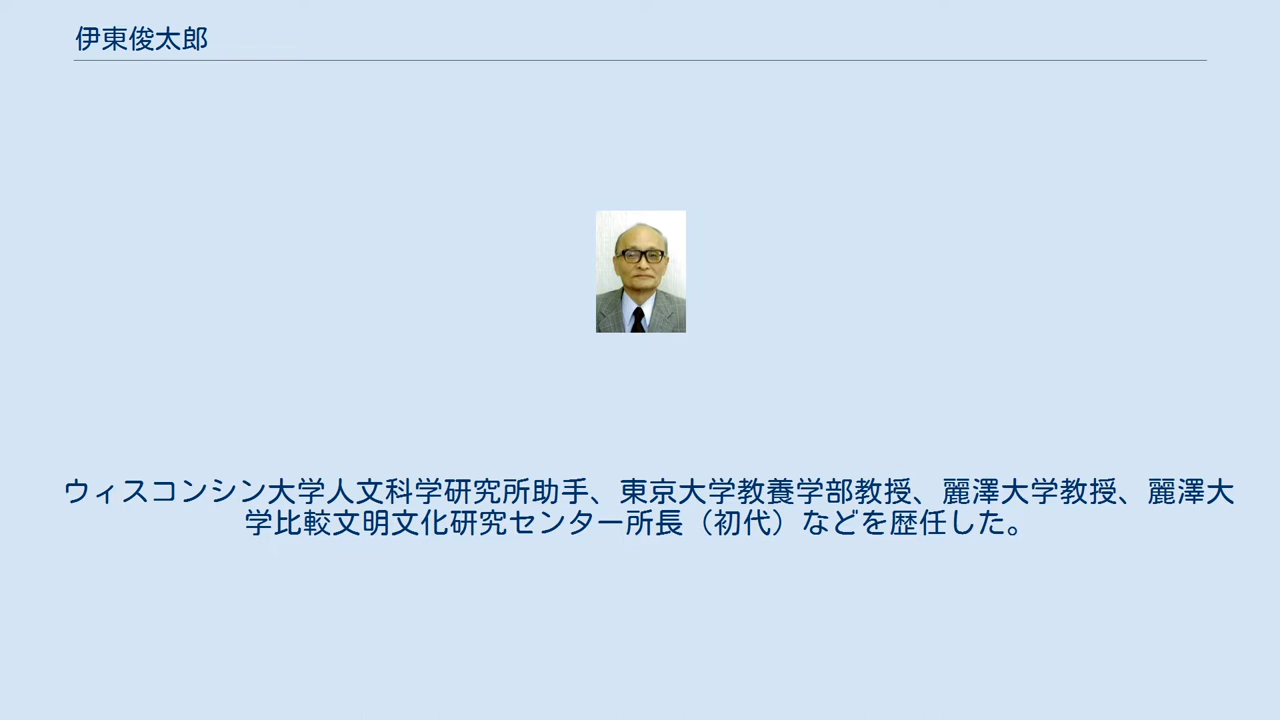 伊東俊太郎
ウィスコンシン大学人文科学研究所助手、東京大学教養学部教授、麗澤大学教授、麗澤大
学比較文明文化研究センター所長（初代）などを歴任した。